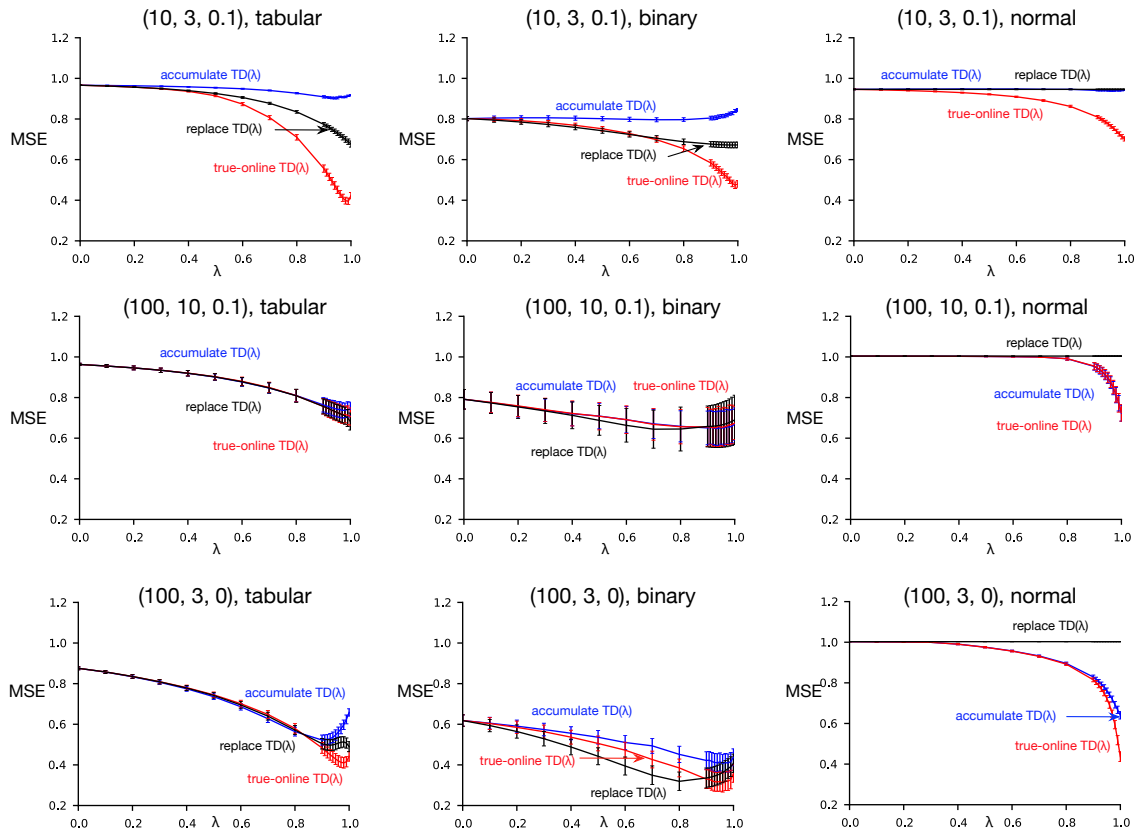 (10, 3, 0.1), tabular
1.2
1.0
0.8
0.6
0.4
0.2
MSE
accumulate TD(λ)
replace TD(λ)
true-online TD(λ)
0.0 0.2 0.4 0.6 0.8 1.0
λ
(10, 3, 0.1), binary
1.2
1.0
0.8
0.6
0.4
0.2
MSE
accumulate TD(λ)
replace TD(λ)
true-online TD(λ)
0.0 0.2 0.4 0.6 0.8 1.0
λ
(10, 3, 0.1), normal
1.2
1.0
0.8
0.6
0.4
0.2
MSE
accumulate TD(λ) replace TD(λ)
true-online TD(λ)
0.0 0.2 0.4 0.6 0.8 1.0
λ
(100, 10, 0.1), tabular
1.2
1.0
0.8
0.6
0.4
0.2
MSE
accumulate TD(λ)
replace TD(λ)
true-online TD(λ)
0.0 0.2 0.4 0.6 0.8 1.0
λ
(100, 10, 0.1), binary
1.2
1.0
0.8
0.6
0.4
0.2
MSE
accumulate TD(λ) true-online TD(λ)
replace TD(λ)
0.0 0.2 0.4 0.6 0.8 1.0
λ
(100, 10, 0.1), normal
1.2
1.0
0.8
0.6
0.4
0.2
MSE
replace TD(λ)
accumulate TD(λ)
true-online TD(λ)
0.0 0.2 0.4 0.6 0.8 1.0
λ
(100, 3, 0), tabular
1.2
1.0
0.8
0.6
0.4
0.2
MSE
accumulate TD(λ)
replace TD(λ)
true-online TD(λ)
0.0 0.2 0.4 0.6 0.8 1.0
λ
(100, 3, 0), binary
1.2
1.0
0.8
0.6
0.4
0.2
MSE
accumulate TD(λ)
true-online TD(λ)
replace TD(λ)
0.0 0.2 0.4 0.6 0.8 1.0
λ
(100, 3, 0), normal
1.2
1.0
0.8
0.6
0.4
0.2
MSE
replace TD(λ)
accumulate TD(λ)
true-online TD(λ)
0.0 0.2 0.4 0.6 0.8 1.0
λ